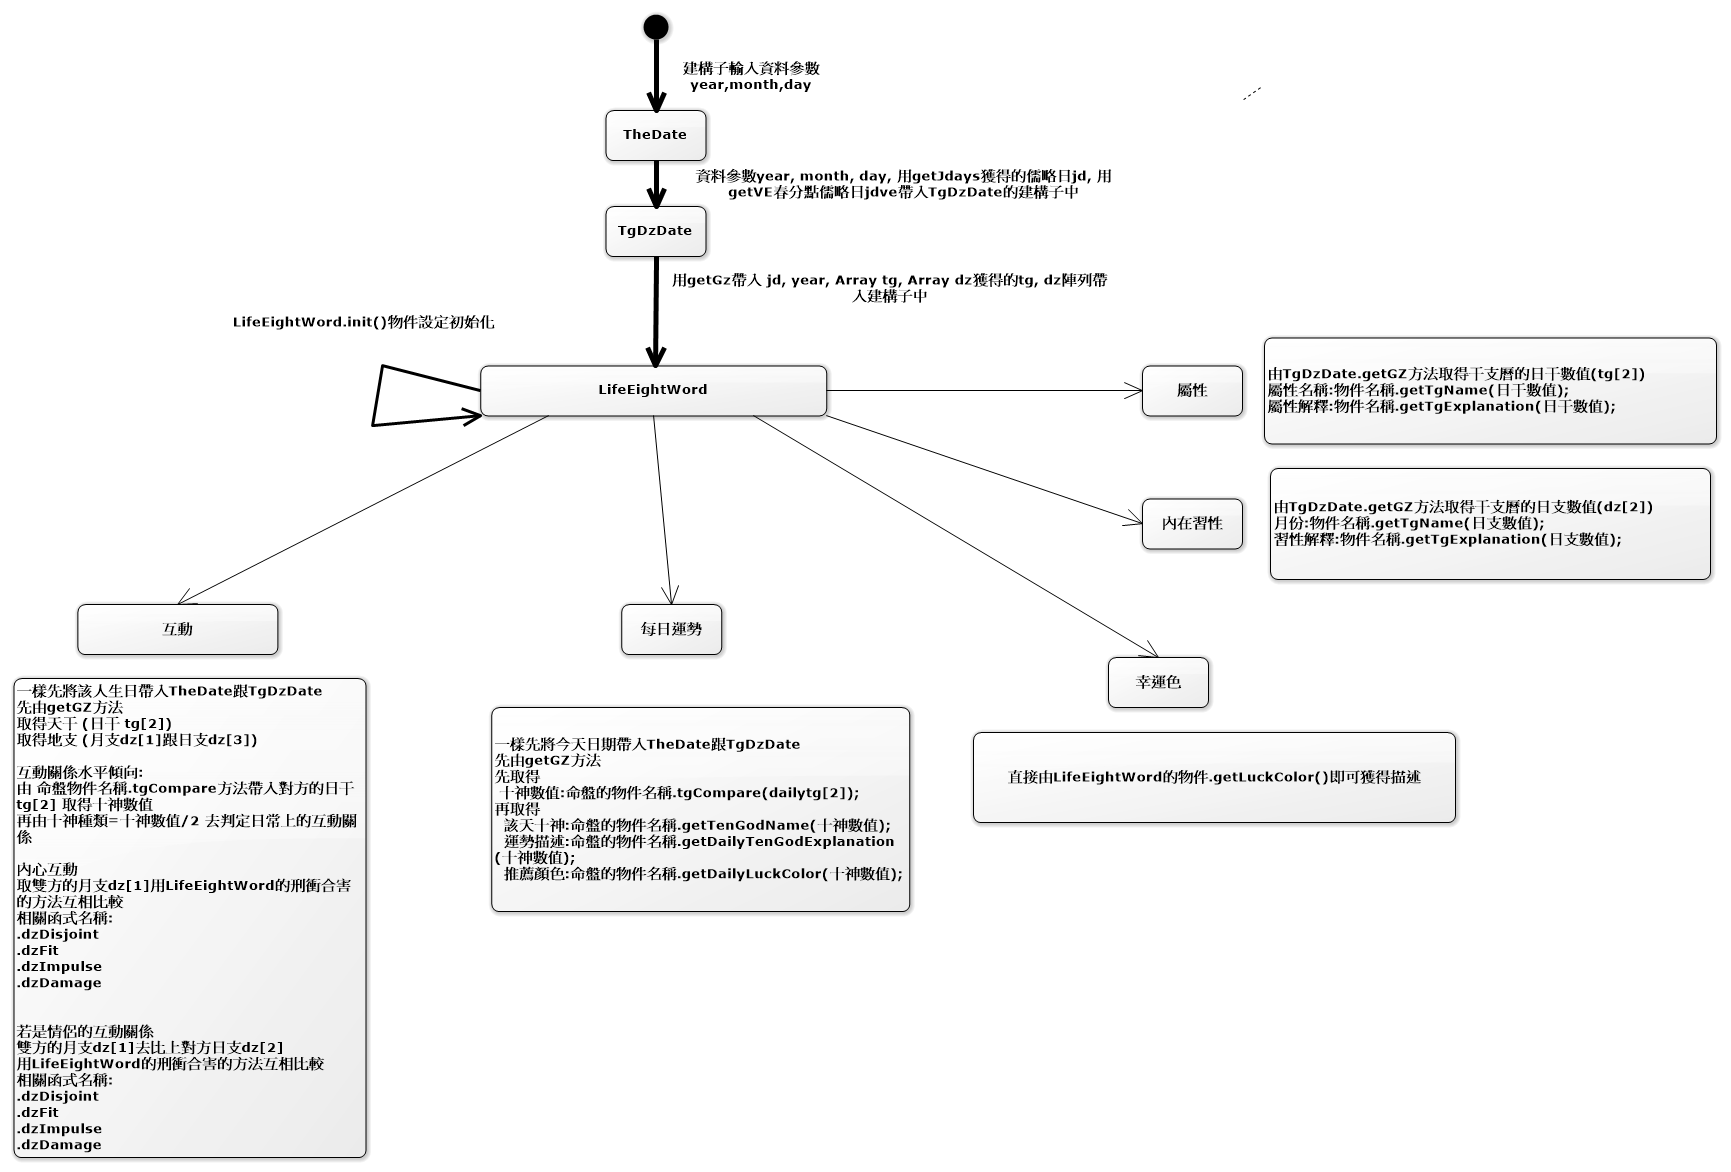 建構子輸入資料參數
year,month,day
TheDate
資料參數year, month, day, 用getJdays獲得的儒略日jd, 用
getVE春分點儒略日jdve帶入TgDzDate的建構子中
TgDzDate
用getGz帶入 jd, year, Array tg, Array dz獲得的tg, dz陣列帶
入建構子中
LifeEightWord.init()物件設定初始化
LifeEightWord
屬性
由TgDzDate.getGZ方法取得干支曆的日干數值(tg[2])
屬性名稱:物件名稱.getTgName(日干數值);
屬性解釋:物件名稱.getTgExplanation(日干數值);
內在習性
由TgDzDate.getGZ方法取得干支曆的日支數值(dz[2])
月份:物件名稱.getTgName(日支數值);
習性解釋:物件名稱.getTgExplanation(日支數值);
互動
一樣先將該人生日帶入TheDate跟TgDzDate
先由getGZ方法
取得天干 (日干 tg[2])
取得地支 (月支dz[1]跟日支dz[3])
互動關係水平傾向:
由 命盤物件名稱.tgCompare方法帶入對方的日干
tg[2] 取得十神數值
再由十神種類=十神數值/2 去判定日常上的互動關
係
內心互動
取雙方的月支dz[1]用LifeEightWord的刑衝合害
的方法互相比較
相關函式名稱:
.dzDisjoint
.dzFit
.dzImpulse
.dzDamage
若是情侶的互動關係
雙方的月支dz[1]去比上對方日支dz[2]
用LifeEightWord的刑衝合害的方法互相比較
相關函式名稱:
.dzDisjoint
.dzFit
.dzImpulse
.dzDamage
每日運勢
一樣先將今天日期帶入TheDate跟TgDzDate
先由getGZ方法
先取得
十神數值:命盤的物件名稱.tgCompare(dailytg[2]);
再取得
該天十神:命盤的物件名稱.getTenGodName(十神數值);
運勢描述:命盤的物件名稱.getDailyTenGodExplanation
(十神數值);
推薦顏色:命盤的物件名稱.getDailyLuckColor(十神數值);
幸運色
直接由LifeEightWord的物件.getLuckColor()即可獲得描述